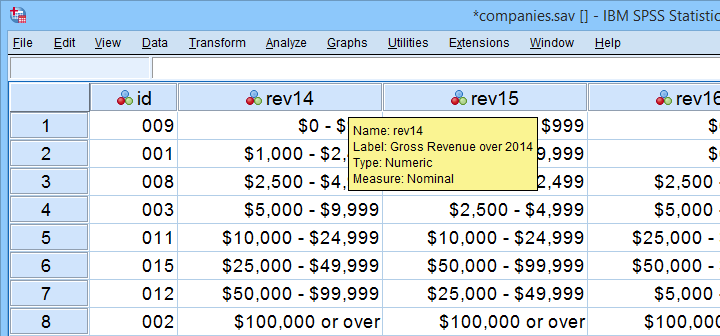 *companies.sav [] - IBM SPSS Statistic
File Edit View Data Transform Analyze Graphs Utilities Extensions Window Help
id rev14 rev15 rev16
1 009 $0 - $ $999
Name: rev14
Label: Gross Revenue over 2014
2 001 $1,000 - $2, 9,999
Type: Numeric
3 008 $2,500 - $4, 2,499 $2,500 -
Measure: Nominal
4 003 $5,000 - $9,999 $2,500 - $4,999 $5,000 -
5 011 $10,000 - $24,999 $10,000 - $24,999 $25,000 -
6 015 $25,000 - $49,999 $50,000 - $99,999 $10,000 -
7 012 $50,000 - $99,999 $25,000 - $49,999 $5,000 -
8 002 $100,000 or over $100,000 or over $100,000